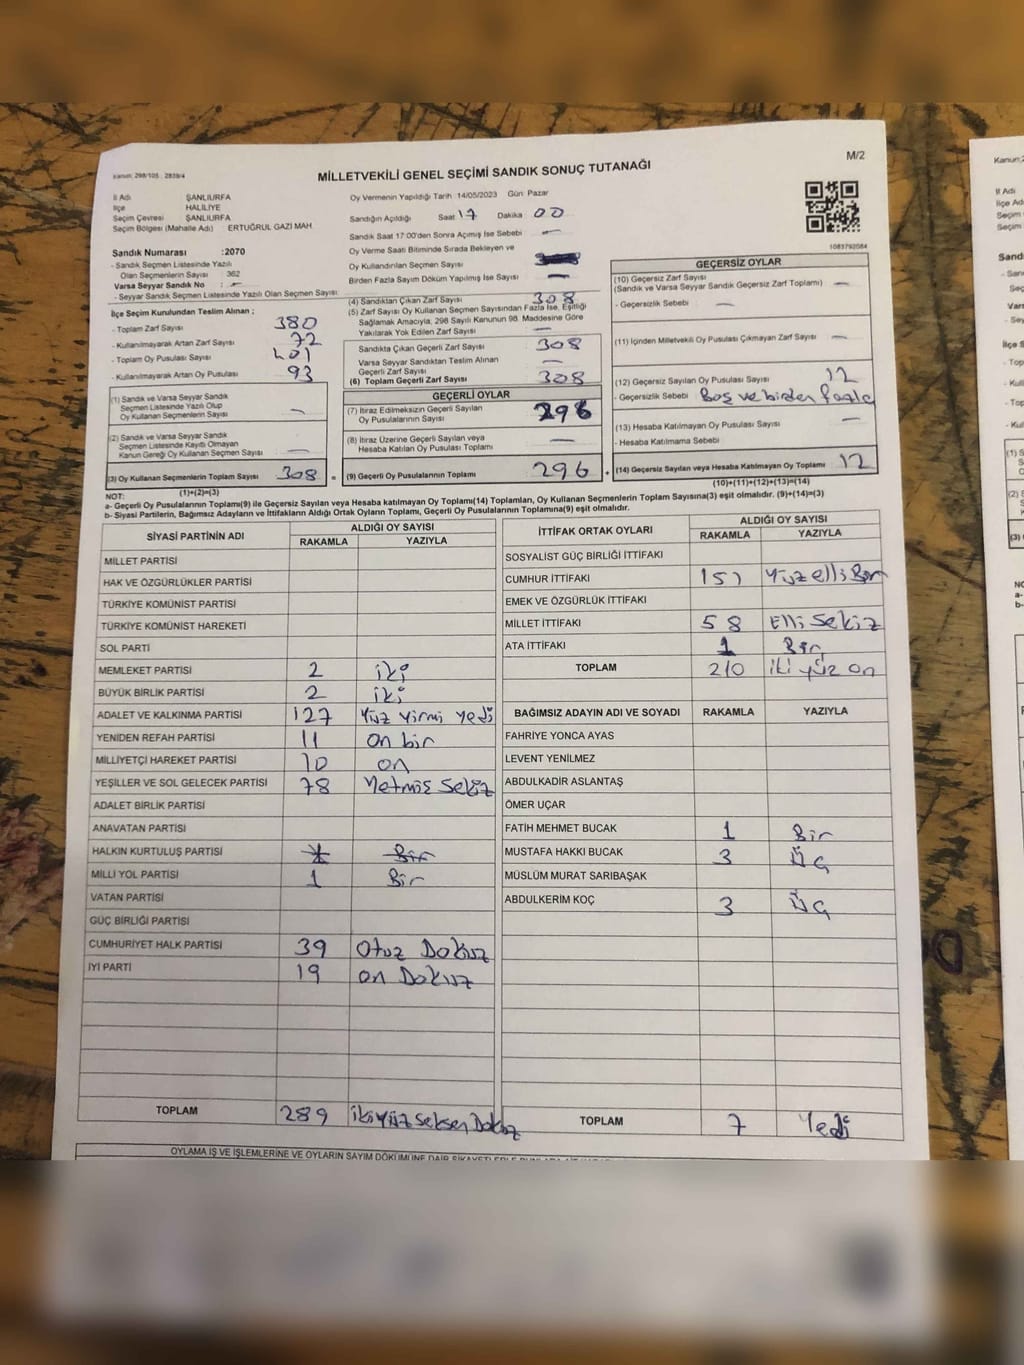 M/2
Kanun: 298/105 2839/4
MİLLETVEKİLİ GENEL SEÇİMİ SANDIK SONUÇ TUTANAĞI
İl Adı ŞANLIURFA
İlçe HALİLİYE
Seçim Çevresi ŞANLIURFA
Seçim Bölgesi (Mahalle Adı) ERTUĞRUL GAZİ MAH
Oy Vermenin Yapıldığı Tarih :14/05/2023 Gün: Pazar
Sandığın Açıldığı Saat 17 Dakika 00
Sandık Saat 17:00'den Sonra Açılmış İse Sebebi —
Oy Verme Saati Bitiminde Sırada Bekleyen ve
Oy Kullandırılan Seçmen Sayısı
Birden Fazla Sayım Döküm Yapılmış İse Sayısı —
1083792084
Sandık Numarası :2070
- Sandık Seçmen Listesinde Yazılı
Olan Seçmenlerin Sayısı 362
Varsa Seyyar Sandık No : —
- Seyyar Sandık Seçmen Listesinde Yazılı Olan Seçmen Sayısı:
İlçe Seçim Kurulundan Teslim Alınan ;
- Toplam Zarf Sayısı 380
- Kullanılmayarak Artan Zarf Sayısı 72
- Toplam Oy Pusulası Sayısı 401
- Kullanılmayarak Artan Oy Pusulası 93
(1) Sandık ve Varsa Seyyar Sandık
Seçmen Listesinde Yazılı Olup
Oy Kullanan Seçmenlerin Sayısı —
(2) Sandık ve Varsa Seyyar Sandık
Seçmen Listesinde Kayıtlı Olmayan
Kanun Gereği Oy Kullanan Seçmenlerin Sayısı —
(3) Oy Kullanan Seçmenlerin Toplam Sayısı 308
(1)+(2)=(3)
(4) Sandıktan Çıkan Zarf Sayısı 308
(5) Zarf Sayısı Oy Kullanan Seçmen Sayısından Fazla İse, Eşitliği
Sağlamak Amacıyla; 298 Sayılı Kanunun 98. Maddesine Göre
Yakılarak Yok Edilen Zarf Sayısı —
Sandıkta Çıkan Geçerli Zarf Sayısı 308
Varsa Seyyar Sandıktan Teslim Alınan
Geçerli Zarf Sayısı —
(6) Toplam Geçerli Zarf Sayısı 308
GEÇERLİ OYLAR
(7) İtiraz Edilmeksizin Geçerli Sayılan
Oy Pusulalarının Sayısı 296
(8) İtiraz Üzerine Geçerli Sayılan veya
Hesaba Katılan Oy Pusulaları Toplamı —
= (9) Geçerli Oy Pusulalarının Toplamı 296
GEÇERSİZ OYLAR
(10) Geçersiz Zarf Sayısı
(Sandık ve Varsa Seyyar Sandık Geçersiz Zarf Toplamı) —
- Geçersizlik Sebebi : —
(11) İçinden Milletvekili Oy Pusulası Çıkmayan Zarf Sayısı —
(12) Geçersiz Sayılan Oy Pusulası Sayısı 12
- Geçersizlik Sebebi Boş ve birden fazla
(13) Hesaba Katılmayan Oy Pusulası Sayısı —
- Hesaba Katılmama Sebebi
+ (14) Geçersiz Sayılan veya Hesaba Katılmayan Oy Toplamı 12
(10)+(11)+(12)+(13)=(14)
NOT:
a- Geçerli Oy Pusulalarının Toplamı(9) ile Geçersiz Sayılan veya Hesaba katılmayan Oy Toplamı(14) Toplamları, Oy Kullanan Seçmenlerin Toplam Sayısına(3) eşit olmalıdır. (9)+(14)=(3)
b- Siyasi Partilerin, Bağımsız Adayların ve İttifakların Aldığı Ortak Oyların Toplamı, Geçerli Oy Pusulalarının Toplamına(9) eşit olmalıdır.
SİYASİ PARTİNİN ADI ALDIĞI OY SAYISI
RAKAMLA YAZIYLA
MİLLET PARTİSİ
HAK VE ÖZGÜRLÜKLER PARTİSİ
TÜRKİYE KOMÜNİST PARTİSİ
TÜRKİYE KOMÜNİST HAREKETİ
SOL PARTİ
MEMLEKET PARTİSİ 2 iki
BÜYÜK BİRLİK PARTİSİ 2 iki
ADALET VE KALKINMA PARTİSİ 127 Yüz Yirmi Yedi
YENİDEN REFAH PARTİSİ 11 On bir
MİLLİYETÇİ HAREKET PARTİSİ 10 on
YEŞİLLER VE SOL GELECEK PARTİSİ 78 Yetmiş Sekiz
ADALET BİRLİK PARTİSİ
ANAVATAN PARTİSİ
HALKIN KURTULUŞ PARTİSİ 1 Bir
MİLLİ YOL PARTİSİ 1 Bir
VATAN PARTİSİ
GÜÇ BİRLİĞİ PARTİSİ
CUMHURİYET HALK PARTİSİ 39 Otuz Dokuz
İYİ PARTİ 19 on Dokuz
TOPLAM 289 ikiyüz seksen Dokuz
İTTİFAK ORTAK OYLARI ALDIĞI OY SAYISI
RAKAMLA YAZIYLA
SOSYALİST GÜÇ BİRLİĞİ İTTİFAKI
CUMHUR İTTİFAKI 151 Yüz elli Bir
EMEK VE ÖZGÜRLÜK İTTİFAKI
MİLLET İTTİFAKI 58 Elli Sekiz
ATA İTTİFAKI 1 Bir
TOPLAM 210 iki yüz on
BAĞIMSIZ ADAYIN ADI VE SOYADI RAKAMLA YAZIYLA
FAHRİYE YONCA AYAS
LEVENT YENİLMEZ
ABDULKADİR ASLANTAŞ
ÖMER UÇAR
FATİH MEHMET BUCAK 1 Bir
MUSTAFA HAKKI BUCAK 3 Üç
MÜSLÜM MURAT SARIBAŞAK
ABDULKERİM KOÇ 3 Üç
TOPLAM 7 Yedi